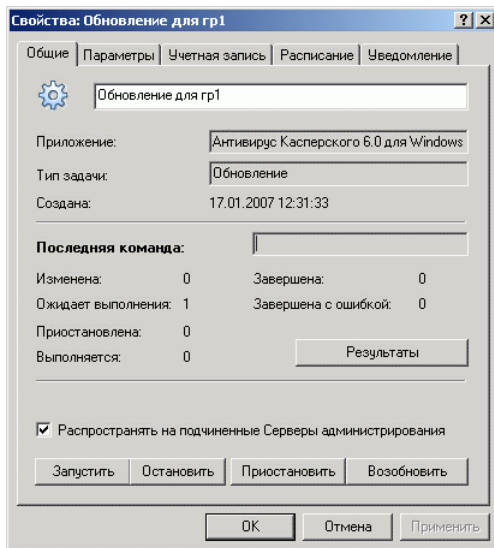 Свойства: Обновление для гр1
Общие Параметры Учетная запись Расписание Уведомление
Обновление для гр1
Приложение: Антивирус Касперского 6.0 для Windows
Тип задачи: Обновление
Создана: 17.01.2007 12:31:33
Последняя команда:
Изменена: 0 Завершена: 0
Ожидает выполнения: 1 Завершена с ошибкой: 0
Приостановлена: 0
Выполняется: 0 Результаты
Распространять на подчиненные Серверы администрирования
Запустить Остановить Приостановить Возобновить
OK Отмена Применить